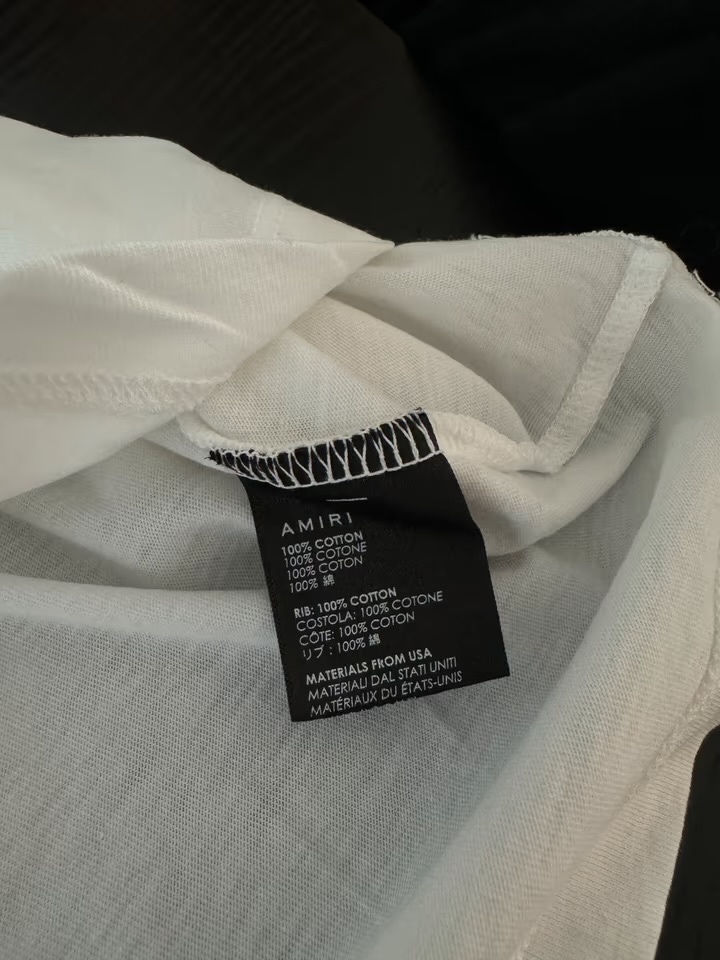 AMIRI
100% COTTON
100% COTONE
100% COTON
100% 綿
RIB: 100% COTTON
COSTOLA: 100% COTONE
CÔTE: 100% COTON
リブ : 100% 綿
MATERIALS FROM USA
MATERIALI DAL STATI UNITI
MATÉRIAUX DU ÉTATS-UNIS